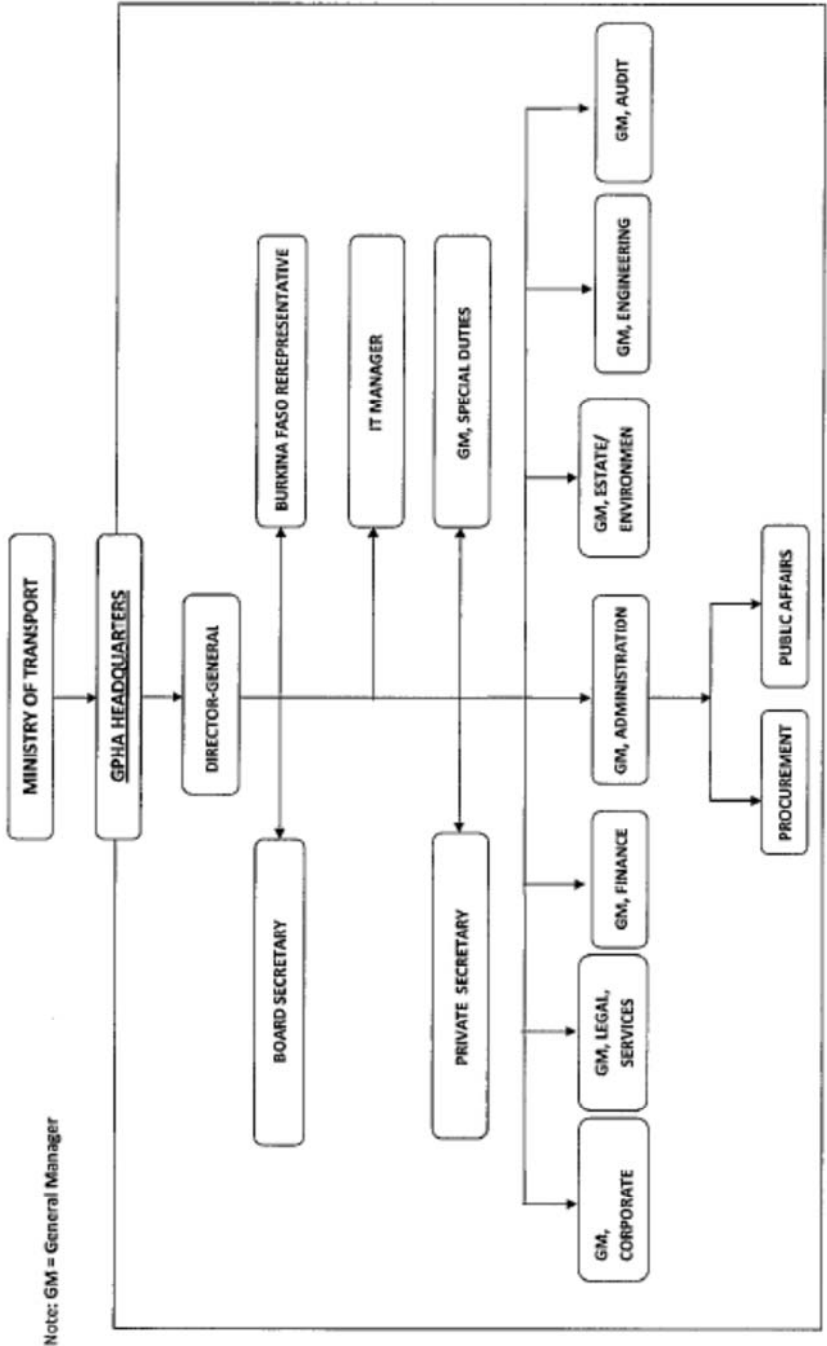 Note: GM = General Manager
MINISTRY OF TRANSPORT
GPHA HEADQUARTERS
DIRECTOR-GENERAL
BOARD SECRETARY
BURKINA FASO REREPRESENTATIVE
IT MANAGER
PRIVATE SECRETARY
GM, SPECIAL DUTIES
GM,
CORPORATE
GM, LEGAL,
SERVICES
GM, FINANCE
GM, ADMINISTRATION
GM, ESTATE/
ENVIRONMEN
GM, ENGINEERING
GM, AUDIT
PROCUREMENT
PUBLIC AFFAIRS